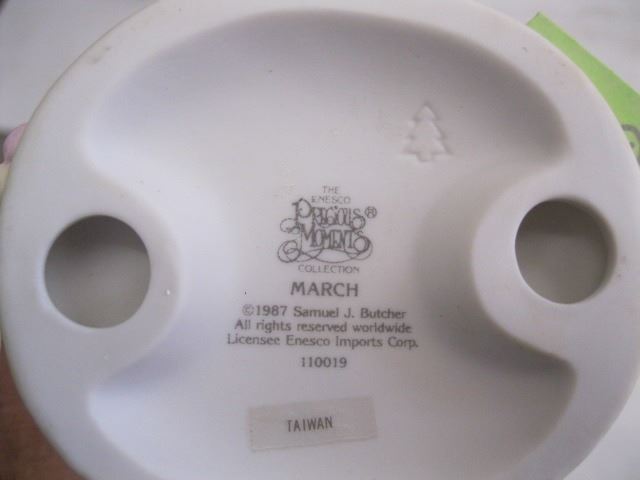 THE
ENESCO
PRECIOUS®
MOMENTS
COLLECTION
MARCH
©1987 Samuel J. Butcher
All rights reserved worldwide
Licensee Enesco Imports Corp.
110019
TAIWAN